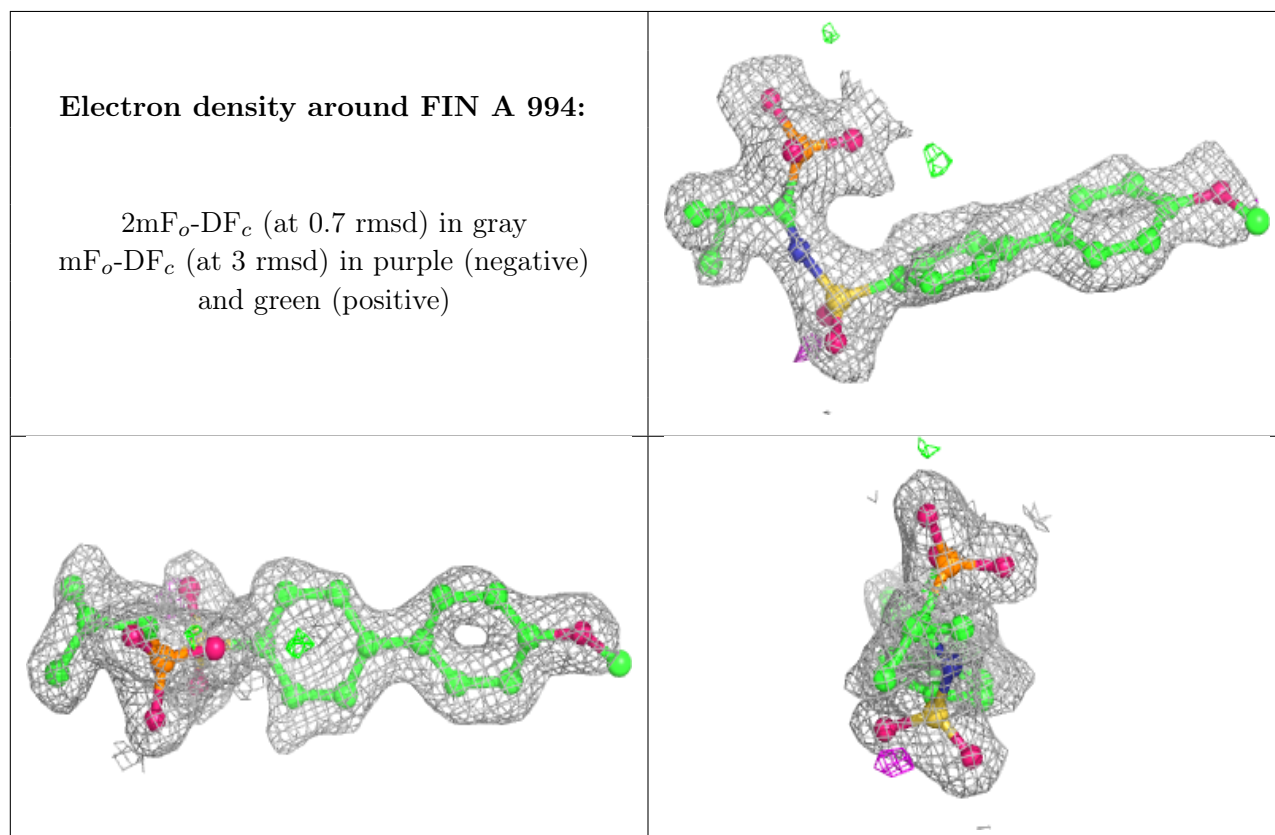 Electron density around FIN A 994:
2mFo-DFc (at 0.7 rmsd) in gray
mFo-DFc (at 3 rmsd) in purple (negative)
and green (positive)